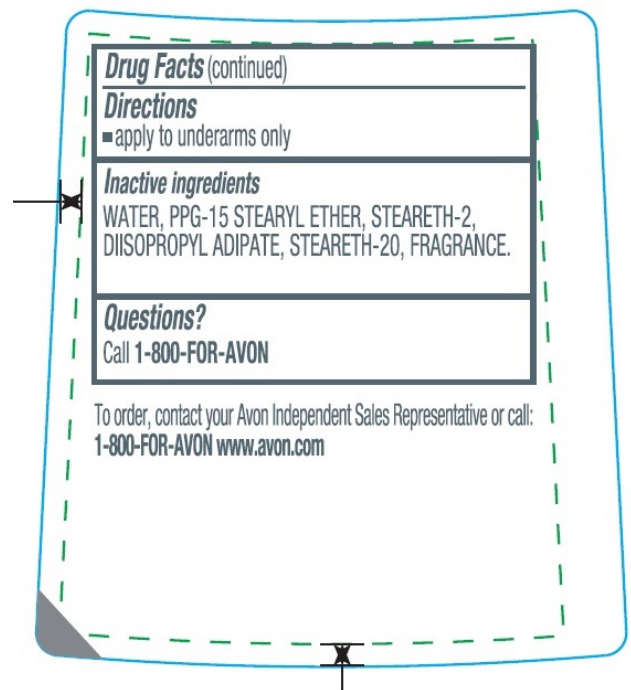 Drug Facts (continued)
Directions
■ apply to underarms only
Inactive ingredients
WATER, PPG-15 STEARYL ETHER, STEARETH-2,
DIISOPROPYL ADIPATE, STEARETH-20, FRAGRANCE.
Questions?
Call 1-800-FOR-AVON
To order, contact your Avon Independent Sales Representative or call:
1-800-FOR-AVON www.avon.com